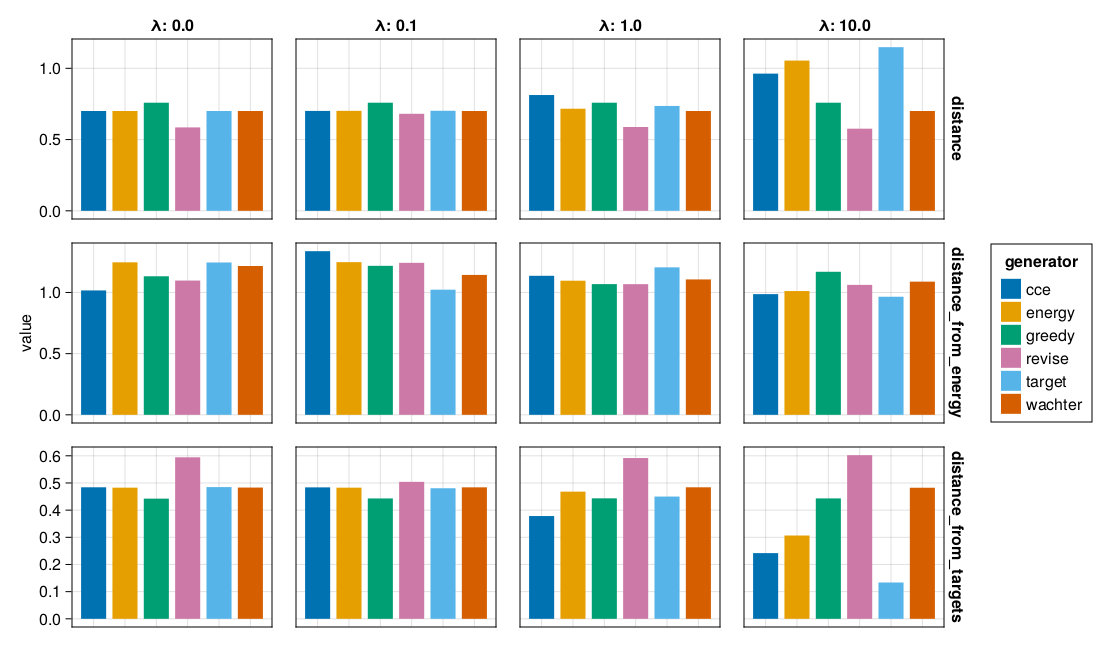 λ: 0.0 λ: 0.1 λ: 1.0 λ: 10.0
1.0
0.5
0.0
distance
1.0
0.5
0.0
distance_from_energy
value
0.6
0.5
0.4
0.3
0.2
0.1
0.0
distance_from_targets
generator
cce
energy
greedy
revise
target
wachter